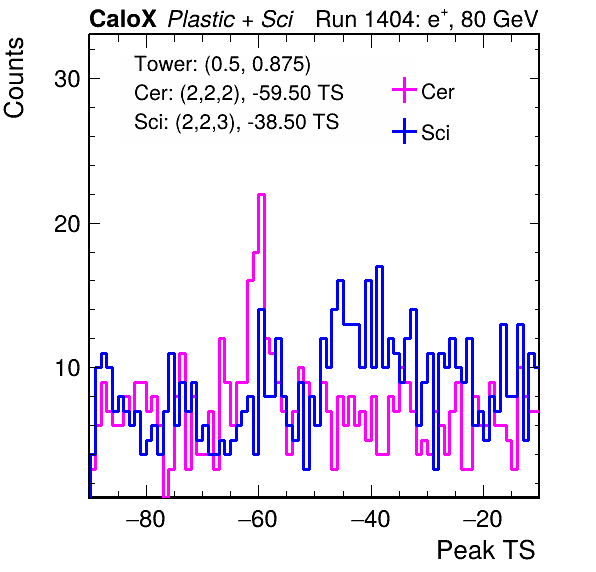 CaloX Plastic + Sci Run 1404: e⁺, 80 GeV
Counts
Tower: (0.5, 0.875)
Cer: (2,2,2), -59.50 TS
Sci: (2,2,3), -38.50 TS
Cer
Sci
30
20
10
−80 −60 −40 −20
Peak TS